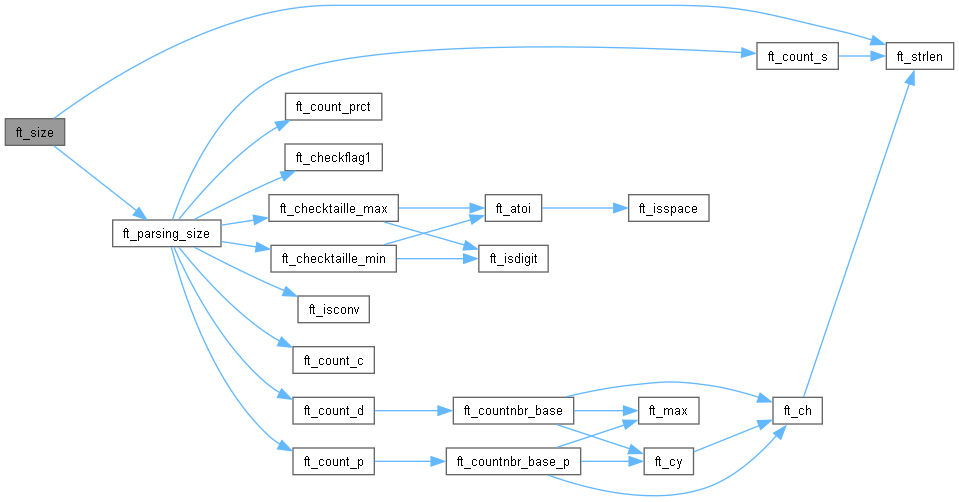 ft_size
ft_parsing_size
ft_count_s
ft_strlen
ft_count_prct
ft_checkflag1
ft_checktaille_max
ft_atoi
ft_isspace
ft_checktaille_min
ft_isdigit
ft_isconv
ft_count_c
ft_count_d
ft_countnbr_base
ft_max
ft_ch
ft_count_p
ft_countnbr_base_p
ft_cy